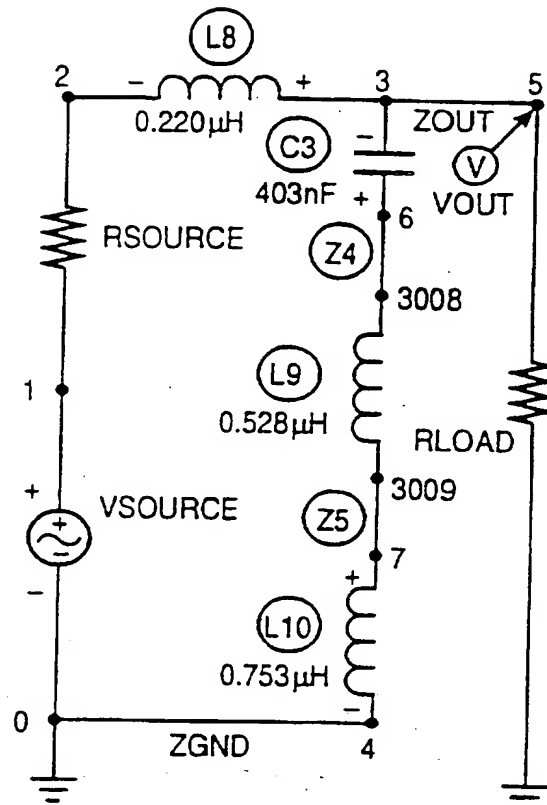 L8
2
−
+
3
5
0.220μH
ZOUT
C3
−
V
403nF
+
VOUT
6
RSOURCE
Z4
3008
1
L9
0.528μH
RLOAD
+
3009
VSOURCE
+
−
Z5
7
−
+
L10
0.753μH
−
0
ZGND
4